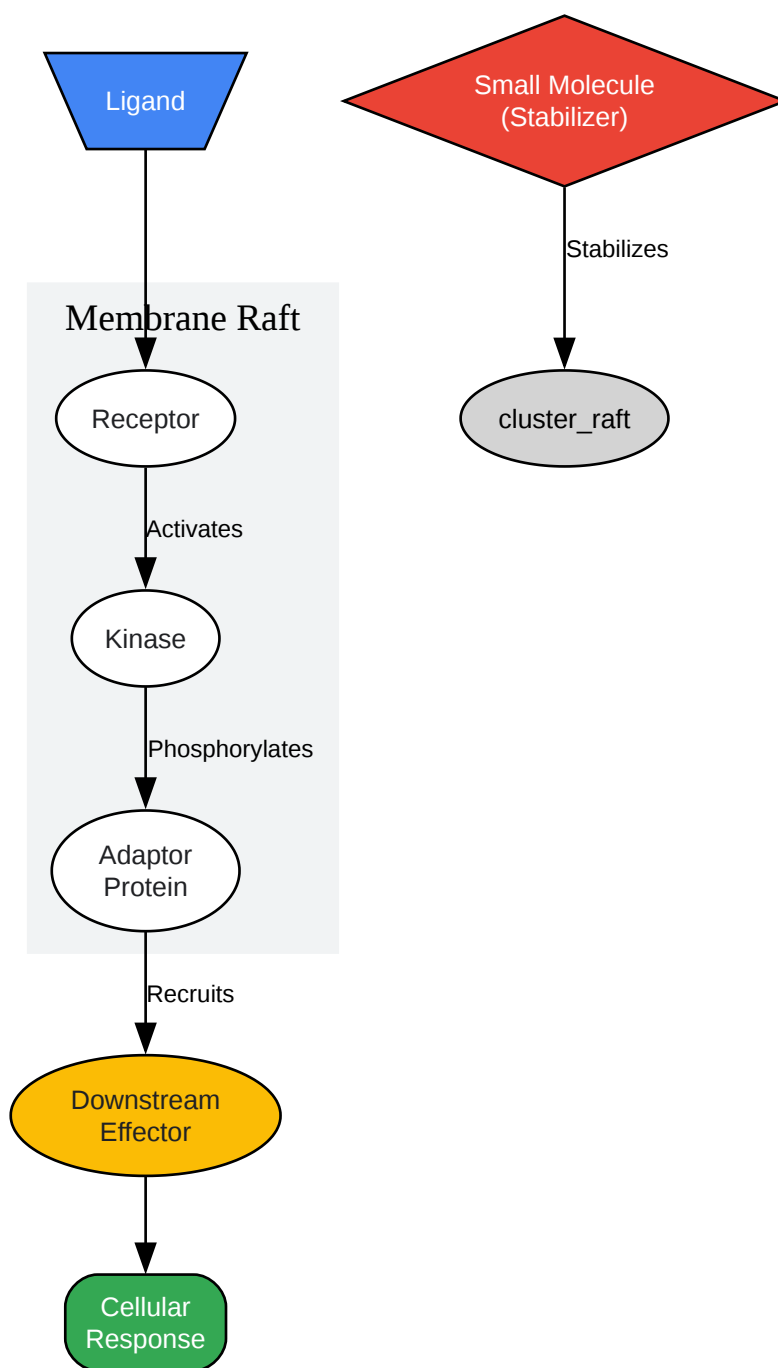 Ligand
Small Molecule
(Stabilizer)
Stabilizes
Membrane Raft
Receptor
cluster_raft
Activates
Kinase
Phosphorylates
Adaptor
Protein
Recruits
Downstream
Effector
Cellular
Response